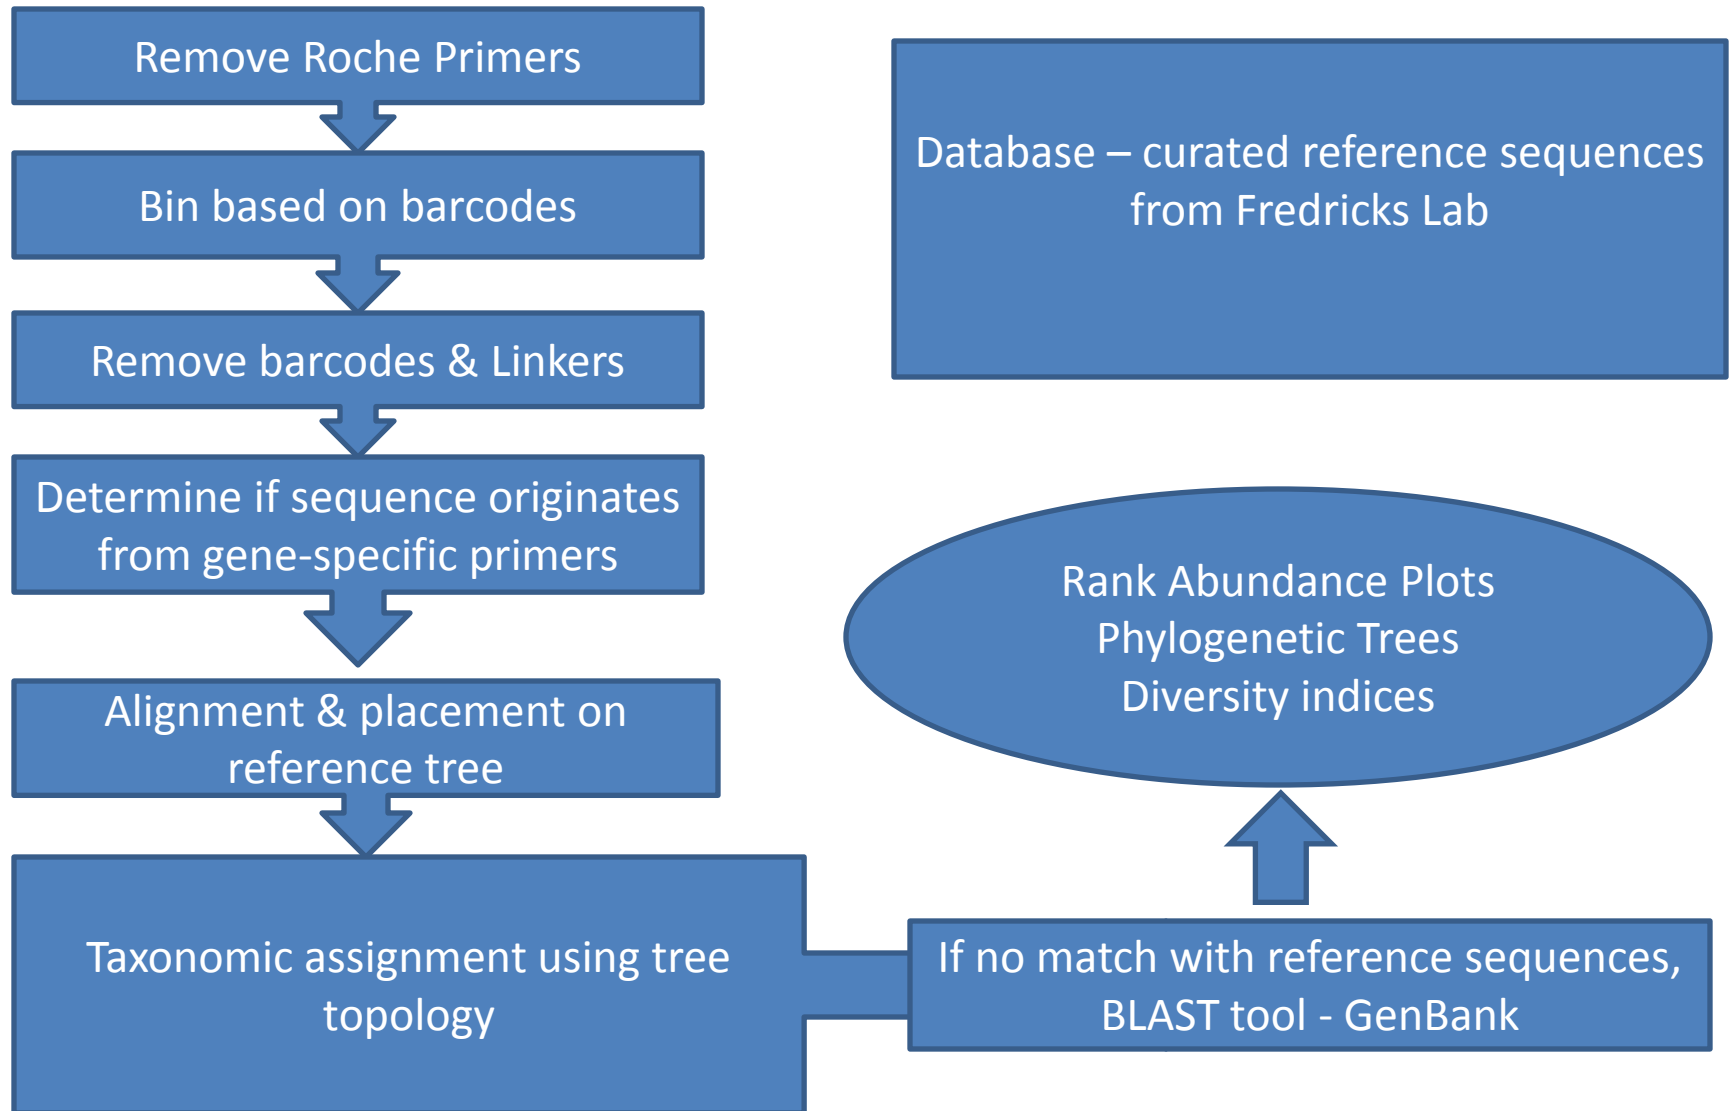 Remove Roche Primers
Bin based on barcodes
Remove barcodes & Linkers
Determine if sequence originates
from gene-specific primers
Alignment & placement on
reference tree
Taxonomic assignment using tree
topology
Database – curated reference sequences
from Fredricks Lab
Rank Abundance Plots
Phylogenetic Trees
Diversity indices
If no match with reference sequences,
BLAST tool - GenBank